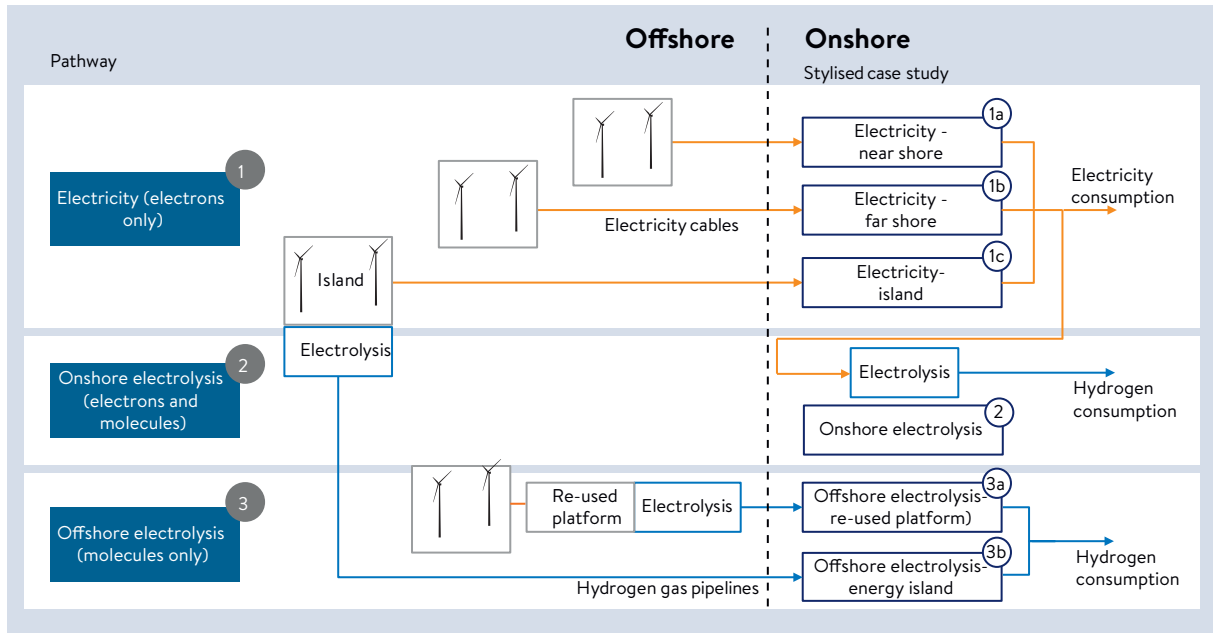 Offshore
Onshore
Pathway
Stylised case study
1
Electricity (electrons
only)
Island
Electricity cables
1a
Electricity -
near shore
1b
Electricity -
far shore
1c
Electricity-
island
Electricity
consumption
2
Onshore electrolysis
(electrons and
molecules)
Electrolysis
Electrolysis
Hydrogen
consumption
2
Onshore electrolysis
3
Offshore electrolysis
(molecules only)
Re-used
platform
Electrolysis
3a
Offshore electrolysis-
re-used platform)
3b
Offshore electrolysis-
energy island
Hydrogen gas pipelines
Hydrogen
consumption